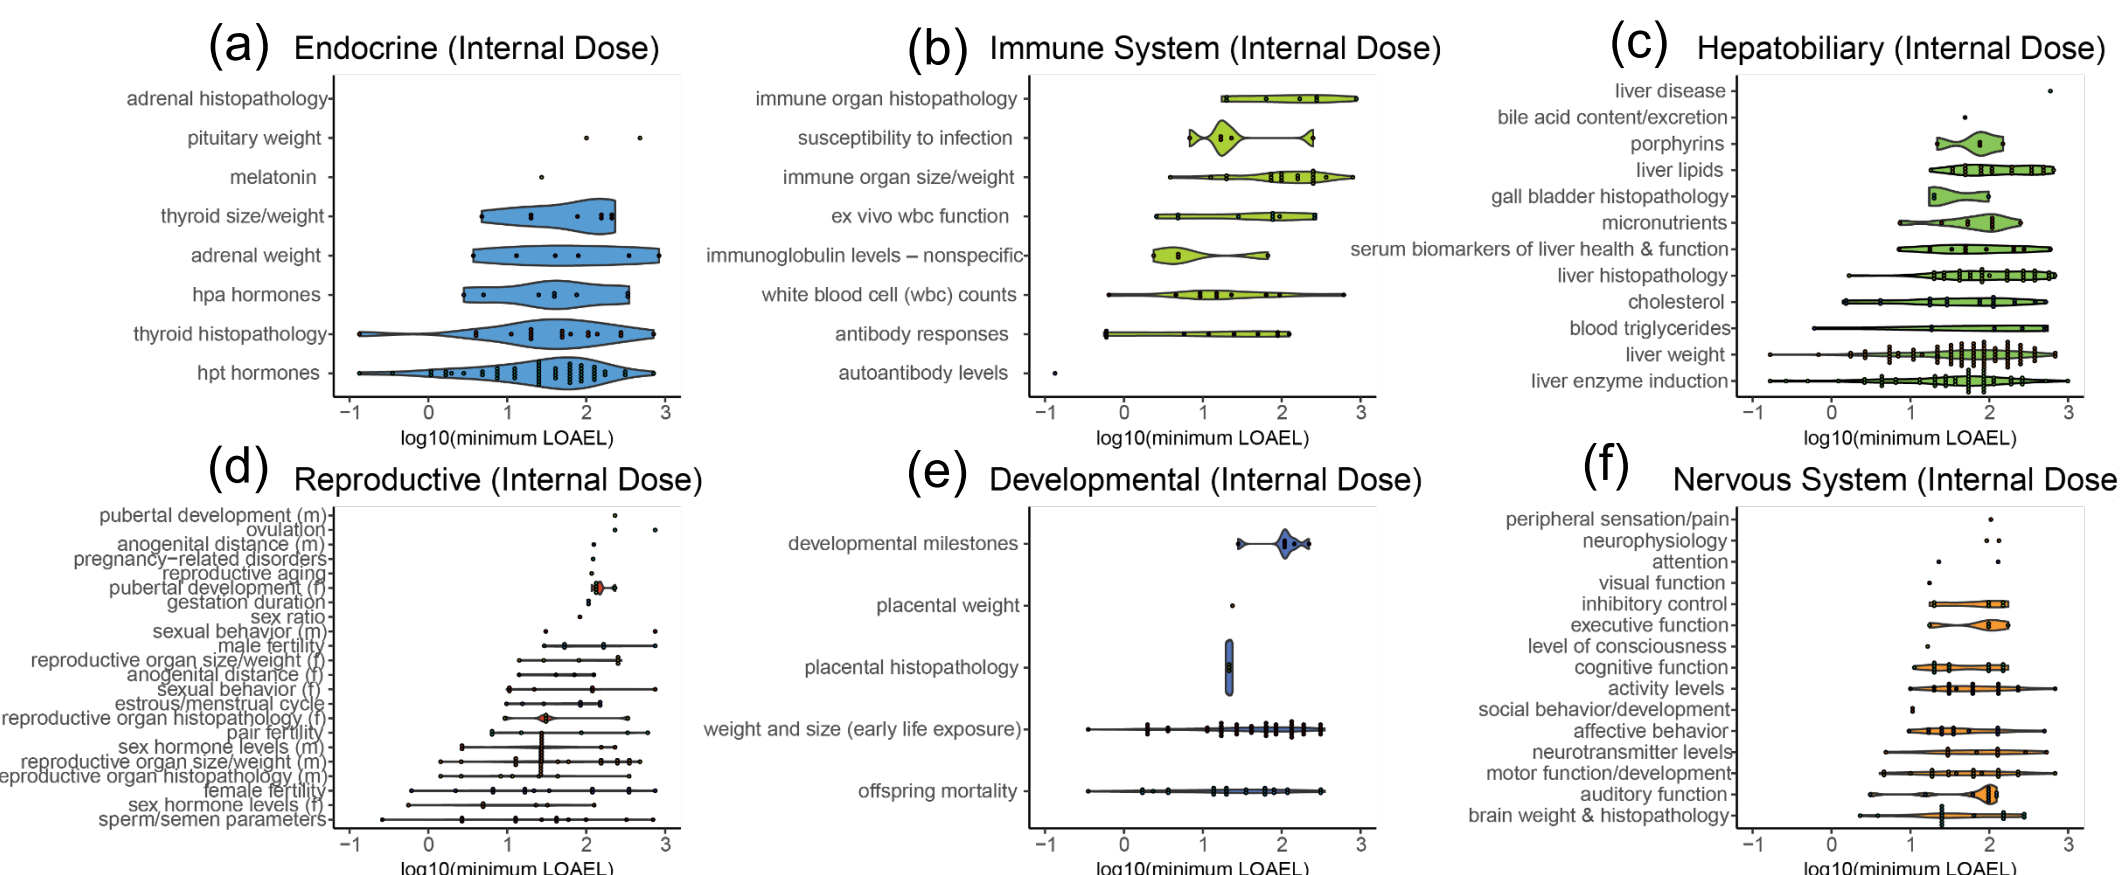 (a) Endocrine (Internal Dose)
adrenal histopathology
pituitary weight
melatonin
thyroid size/weight
adrenal weight
hpa hormones
thyroid histopathology
hpt hormones
−1 0 1 2 3
log10(minimum LOAEL)
(b) Immune System (Internal Dose)
immune organ histopathology
susceptibility to infection
immune organ size/weight
ex vivo wbc function
immunoglobulin levels − nonspecific
white blood cell (wbc) counts
antibody responses
autoantibody levels
−1 0 1 2 3
log10(minimum LOAEL)
(c) Hepatobiliary (Internal Dose)
liver disease
bile acid content/excretion
porphyrins
liver lipids
gall bladder histopathology
micronutrients
serum biomarkers of liver health & function
liver histopathology
cholesterol
blood triglycerides
liver weight
liver enzyme induction
−1 0 1 2 3
log10(minimum LOAEL)
(d) Reproductive (Internal Dose)
pubertal development (m)
ovulation
anogenital distance (m)
pregnancy−related disorders
reproductive aging
pubertal development (f)
gestation duration
sex ratio
sexual behavior (m)
male fertility
reproductive organ size/weight (f)
anogenital distance (f)
sexual behavior (f)
estrous/menstrual cycle
reproductive organ histopathology (f)
pair fertility
sex hormone levels (m)
reproductive organ size/weight (m)
eproductive organ histopathology (m)
female fertility
sex hormone levels (f)
sperm/semen parameters
−1 0 1 2 3
log10(minimum LOAEL)
(e) Developmental (Internal Dose)
developmental milestones
placental weight
placental histopathology
weight and size (early life exposure)
offspring mortality
−1 0 1 2 3
log10(minimum LOAEL)
(f) Nervous System (Internal Dose
peripheral sensation/pain
neurophysiology
attention
visual function
inhibitory control
executive function
level of consciousness
cognitive function
activity levels
social behavior/development
affective behavior
neurotransmitter levels
motor function/development
auditory function
brain weight & histopathology
−1 0 1 2 3
log10(minimum LOAEL)